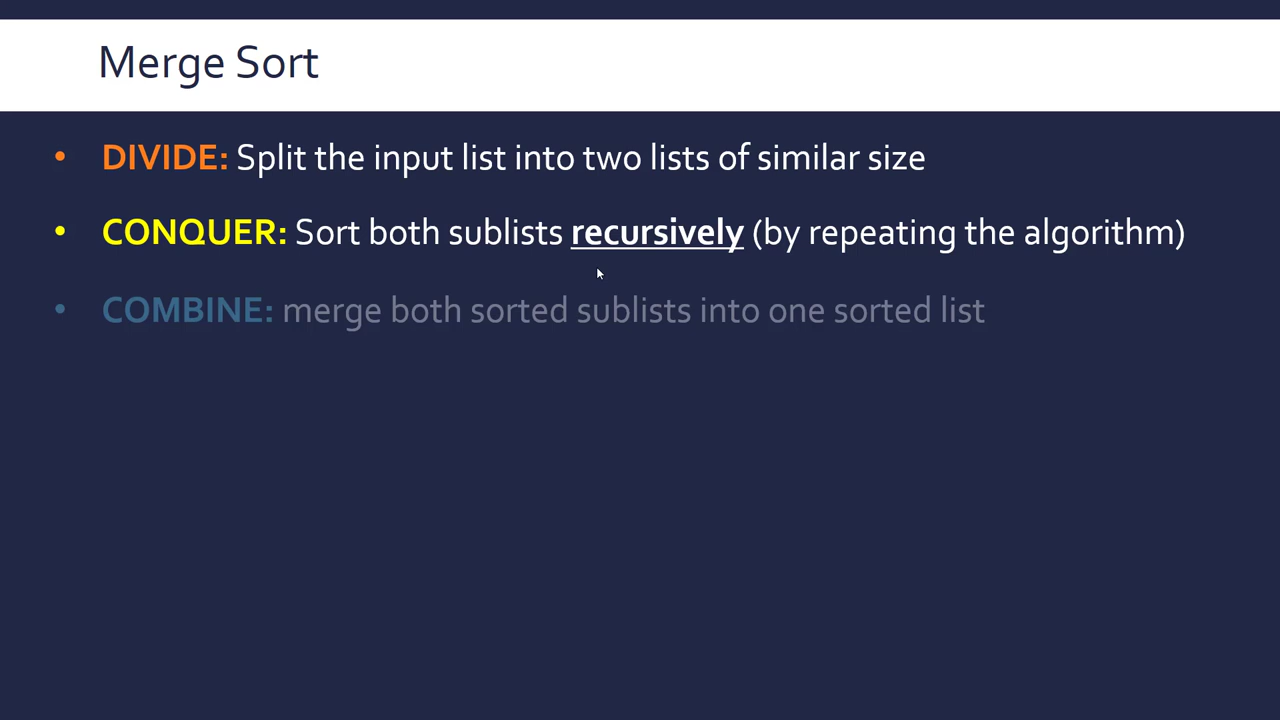 Merge Sort
• DIVIDE: Split the input list into two lists of similar size
• CONQUER: Sort both sublists recursively (by repeating the algorithm)
• COMBINE: merge both sorted sublists into one sorted list